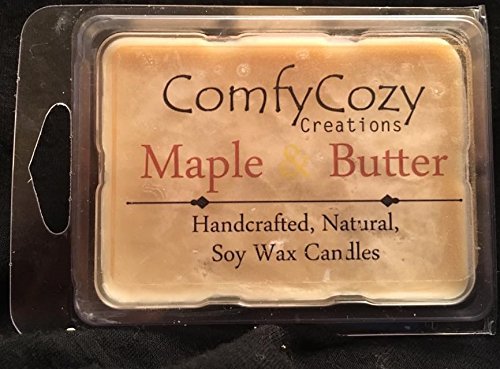 ComfyCozy
Creations
Maple & Butter
Handcrafted, Natural,
Soy Wax Candles